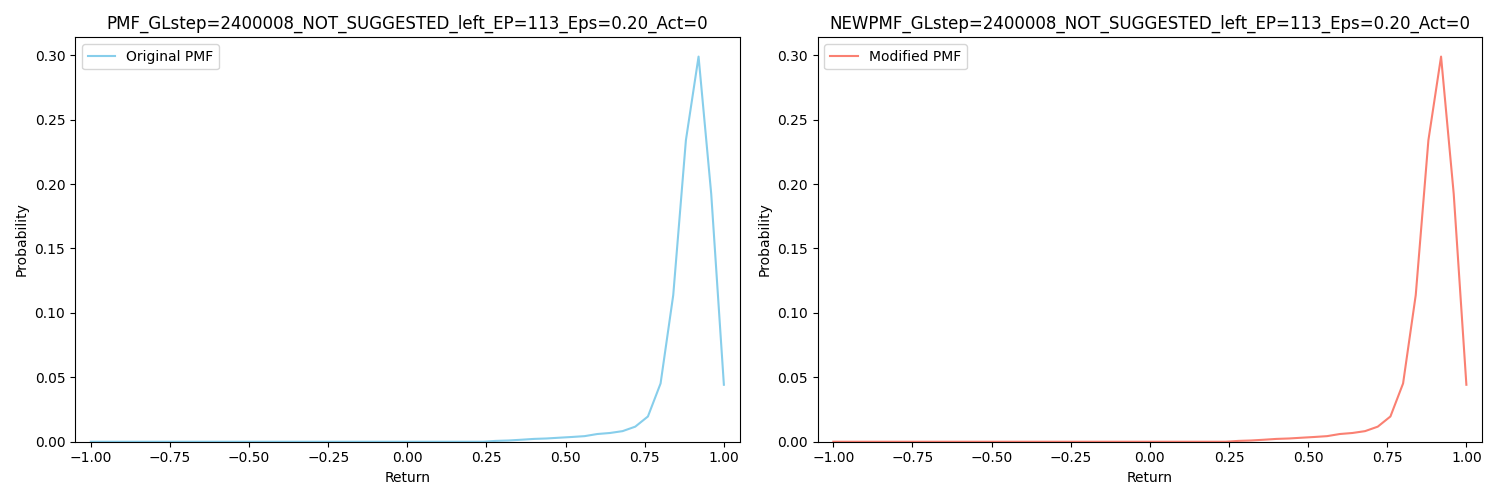 PMF_GLstep=2400008_NOT_SUGGESTED_left_EP=113_Eps=0.20_Act=0
Original PMF
0.30
0.25
0.20
0.15
0.10
0.05
0.00
Probability
−1.00 −0.75 −0.50 −0.25 0.00 0.25 0.50 0.75 1.00
Return
NEWPMF_GLstep=2400008_NOT_SUGGESTED_left_EP=113_Eps=0.20_Act=0
Modified PMF
0.30
0.25
0.20
0.15
0.10
0.05
0.00
Probability
−1.00 −0.75 −0.50 −0.25 0.00 0.25 0.50 0.75 1.00
Return